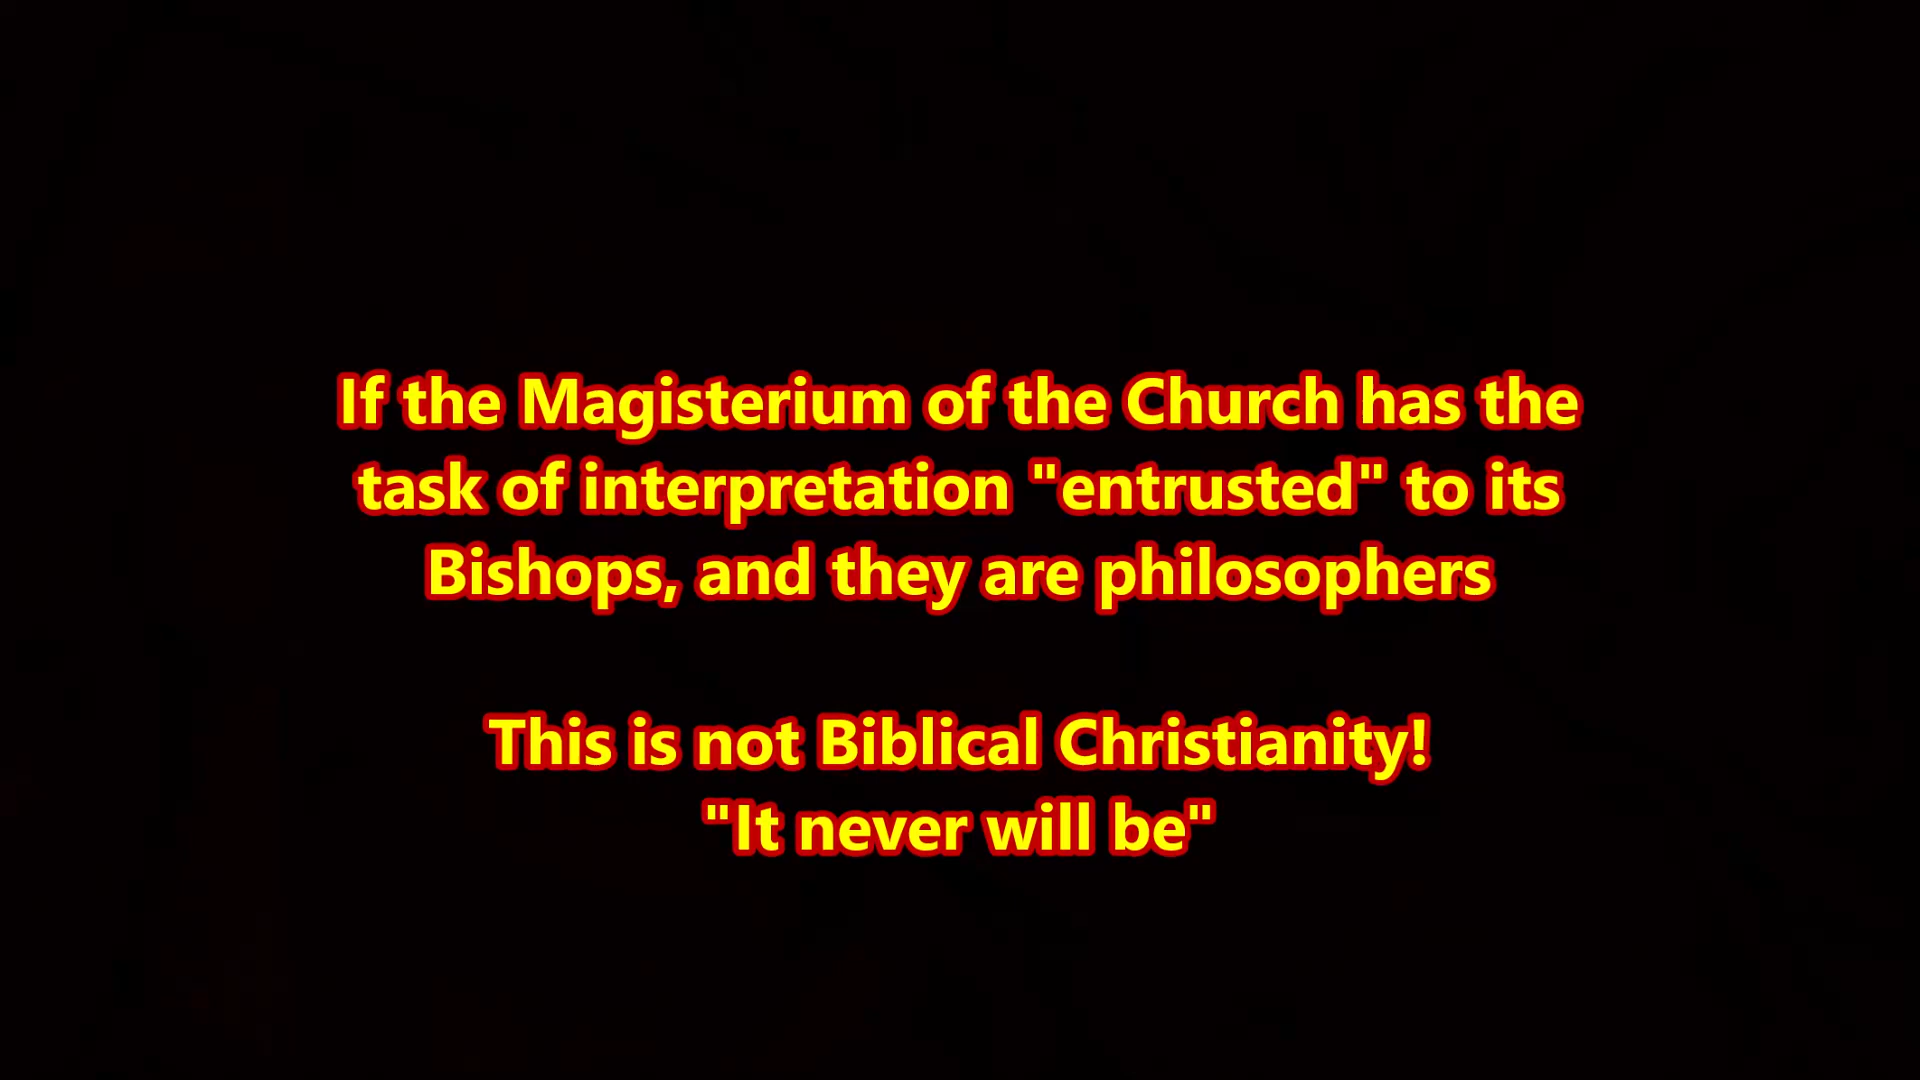 If the Magisterium of the Church has the
task of interpretation "entrusted" to its
Bishops, and they are philosophers
This is not Biblical Christianity!
"It never will be"